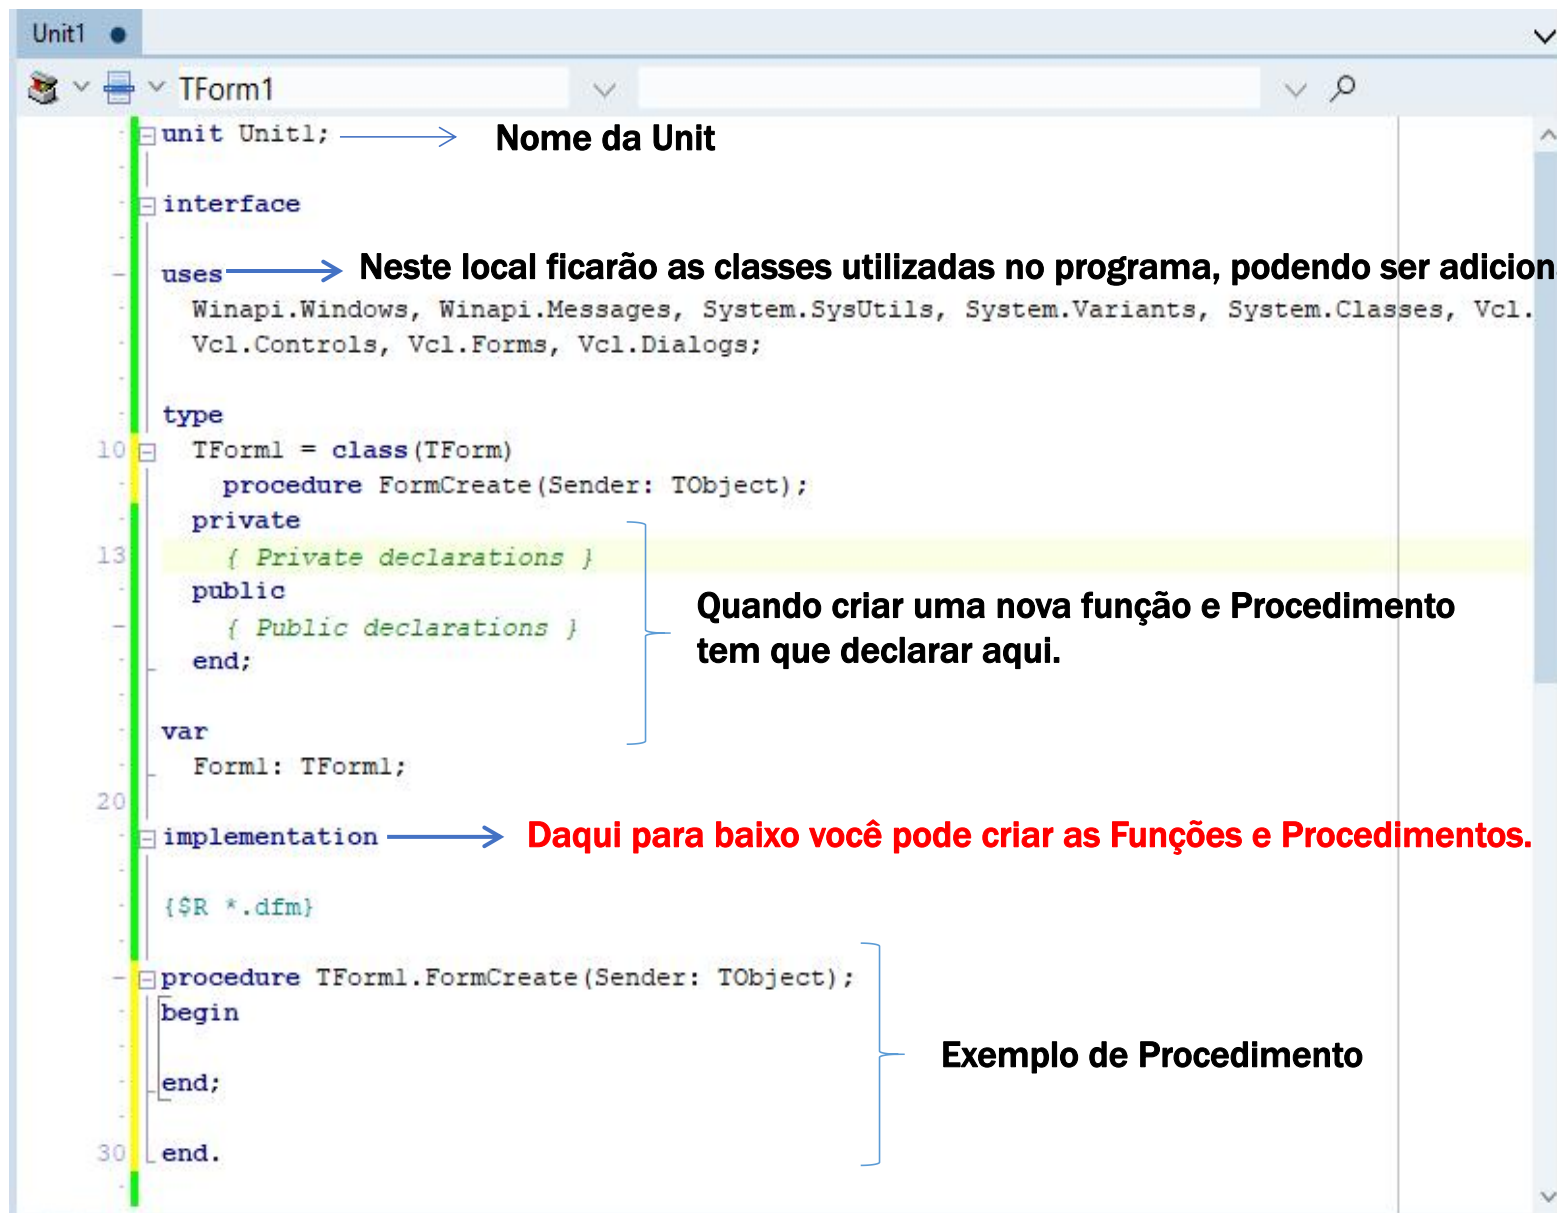 Unit1
TForm1
unit Unit1; Nome da Unit
interface
uses Neste local ficarão as classes utilizadas no programa, podendo ser adicion
Winapi.Windows, Winapi.Messages, System.SysUtils, System.Variants, System.Classes, Vcl.
Vcl.Controls, Vcl.Forms, Vcl.Dialogs;
type
10 TForm1 = class(TForm)
procedure FormCreate(Sender: TObject);
private
13 { Private declarations }
public
{ Public declarations }
end;
Quando criar uma nova função e Procedimento
tem que declarar aqui.
var
Form1: TForm1;
20
implementation Daqui para baixo você pode criar as Funções e Procedimentos.
{$R *.dfm}
procedure TForm1.FormCreate(Sender: TObject);
begin
Exemplo de Procedimento
end;
30 end.